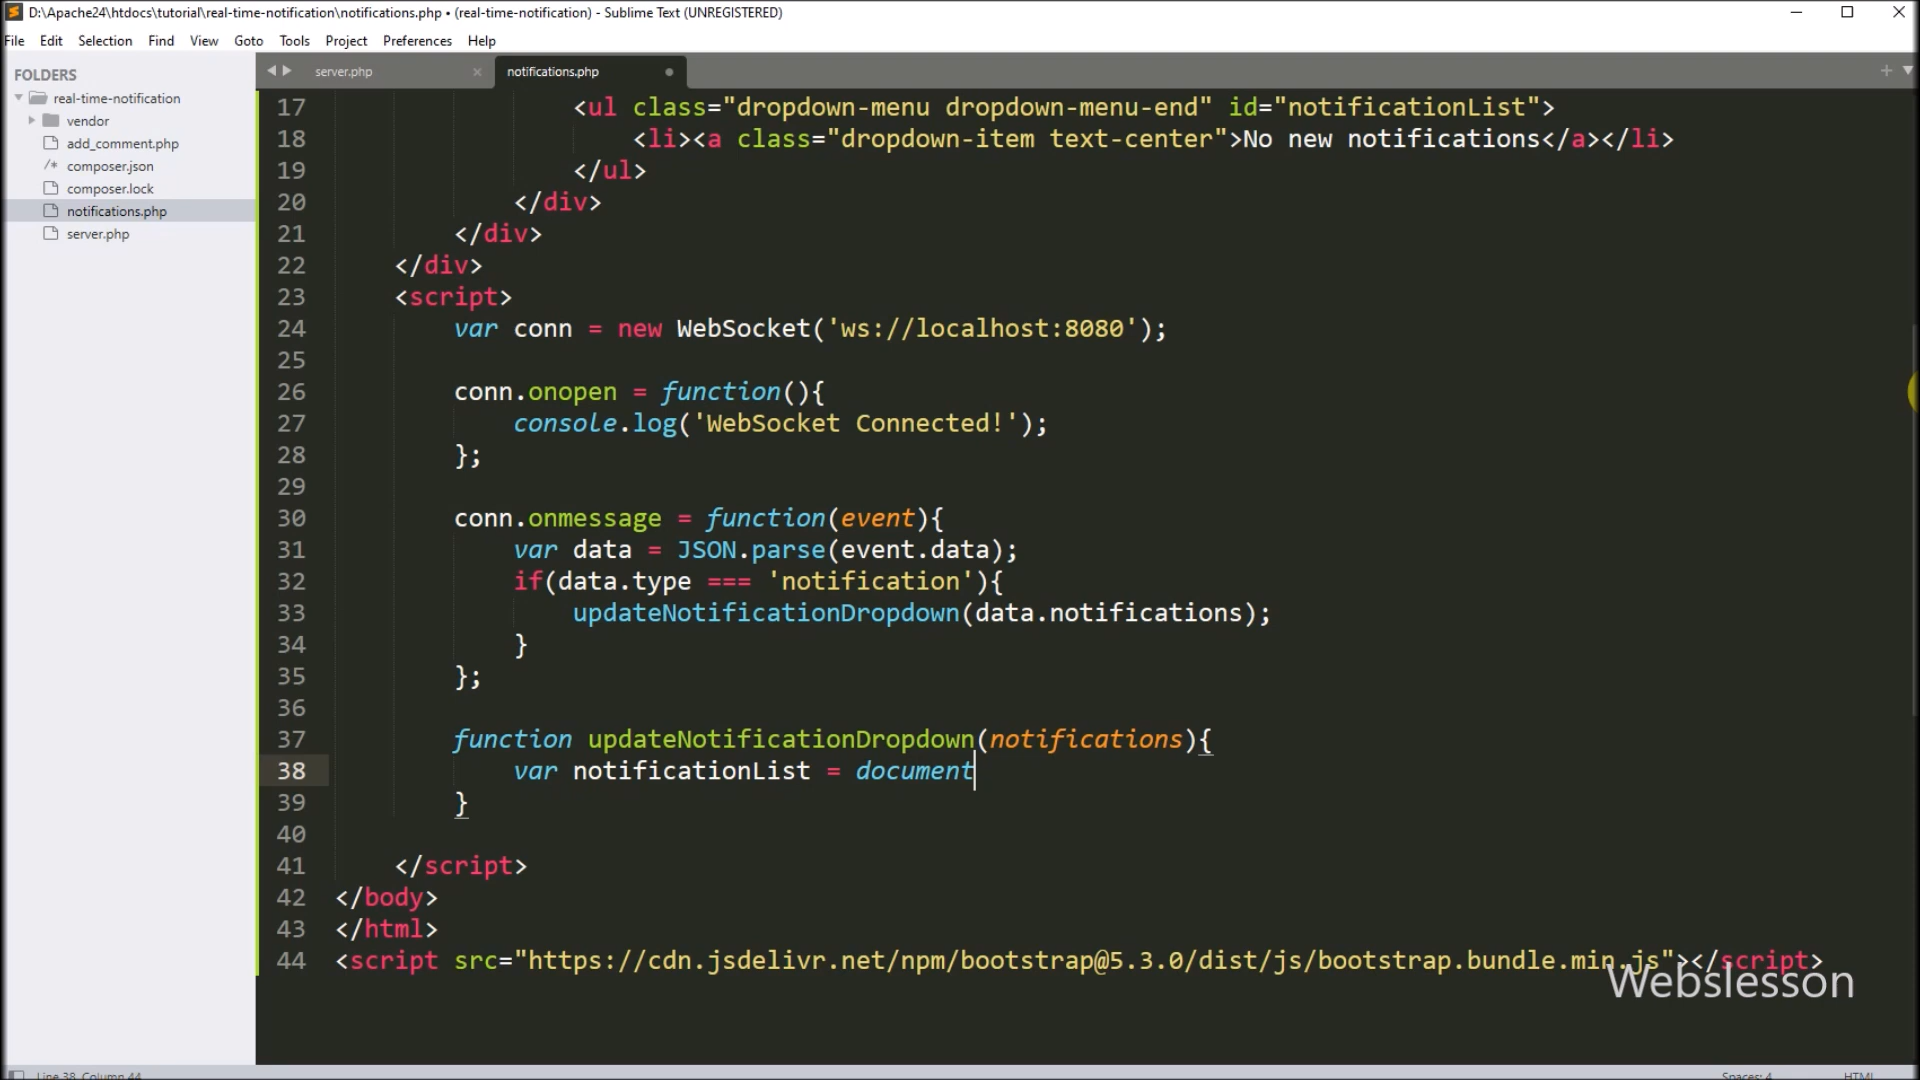 D:\Apache24\htdocs\tutorial\real-time-notification\notifications.php • (real-time-notification) - Sublime Text (UNREGISTERED)
File Edit Selection Find View Goto Tools Project Preferences Help
FOLDERS
real-time-notification
vendor
add_comment.php
/* composer.json
composer.lock
notifications.php
server.php
server.php × notifications.php
17 <ul class="dropdown-menu dropdown-menu-end" id="notificationList">
18 <li><a class="dropdown-item text-center">No new notifications</a></li>
19 </ul>
20 </div>
21 </div>
22 </div>
23 <script>
24 var conn = new WebSocket('ws://localhost:8080');
25
26 conn.onopen = function(){
27 console.log('WebSocket Connected!');
28 };
29
30 conn.onmessage = function(event){
31 var data = JSON.parse(event.data);
32 if(data.type === 'notification'){
33 updateNotificationDropdown(data.notifications);
34 }
35 };
36
37 function updateNotificationDropdown(notifications){
38 var notificationList = document
39 }
40
41 </script>
42 </body>
43 </html>
44 <script src="https://cdn.jsdelivr.net/npm/bootstrap@5.3.0/dist/js/bootstrap.bundle.min.js"></script>
Webslesson
Line 38, Column 44 Spaces: 4 HTML